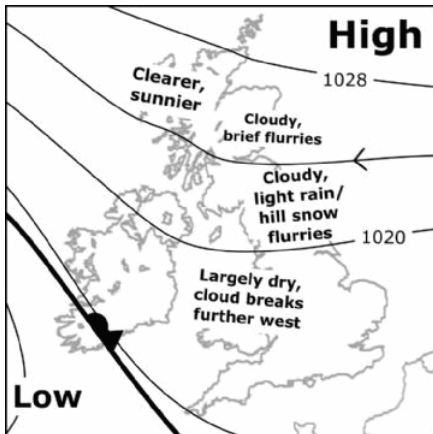 High
1028
Clearer,
sunnier
Cloudy,
brief flurries
Cloudy,
light rain/
hill snow
flurries
1020
Largely dry,
cloud breaks
further west
Low